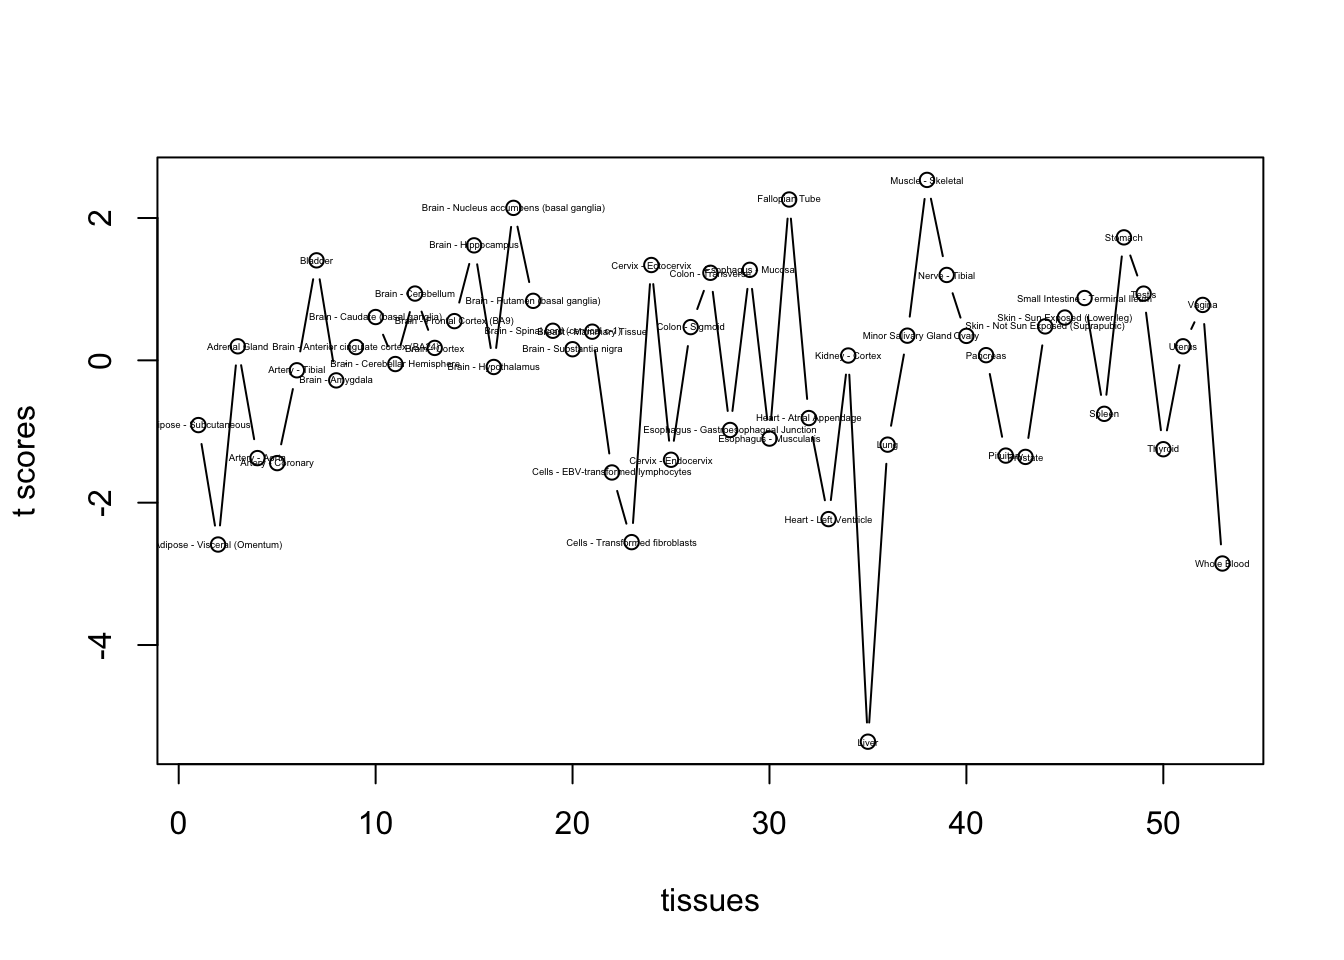 t scores
2
0
-2
-4
Muscle - Skeletal
Fallopian Tube
Brain - Nucleus accumbens (basal ganglia)
Stomach
Brain - Hippocampus
Bladder
Cervix - Ectocervix
Esophagus - Mucosa
Colon - Transverse
Nerve - Tibial
Brain - Cerebellum
Testis
Small Intestine - Terminal Ileum
Brain - Putamen (basal ganglia)
Vagina
Brain - Caudate (basal ganglia)
Skin - Sun Exposed (Lower leg)
Brain - Frontal Cortex (BA9)
Skin - Not Sun Exposed (Suprapubic)
Colon - Sigmoid
Brain - Spinal cord (cervical c-1)
Breast - Mammary Tissue
Minor Salivary Gland
Ovary
Adrenal Gland
Brain - Anterior cingulate cortex (BA24)
Brain - Cortex
Brain - Substantia nigra
Uterus
Kidney - Cortex
Pancreas
Brain - Cerebellar Hemisphere
Brain - Hypothalamus
Artery - Tibial
Brain - Amygdala
Spleen
Heart - Atrial Appendage
pose - Subcutaneous
Esophagus - Gastroesophageal Junction
Esophagus - Muscularis
Lung
Thyroid
Pituitary
Prostate
Artery - Aorta
Artery - Coronary
Cervix - Endocervix
Cells - EBV-transformed lymphocytes
Heart - Left Ventricle
Cells - Transformed fibroblasts
Adipose - Visceral (Omentum)
Whole Blood
Liver
0 10 20 30 40 50
tissues